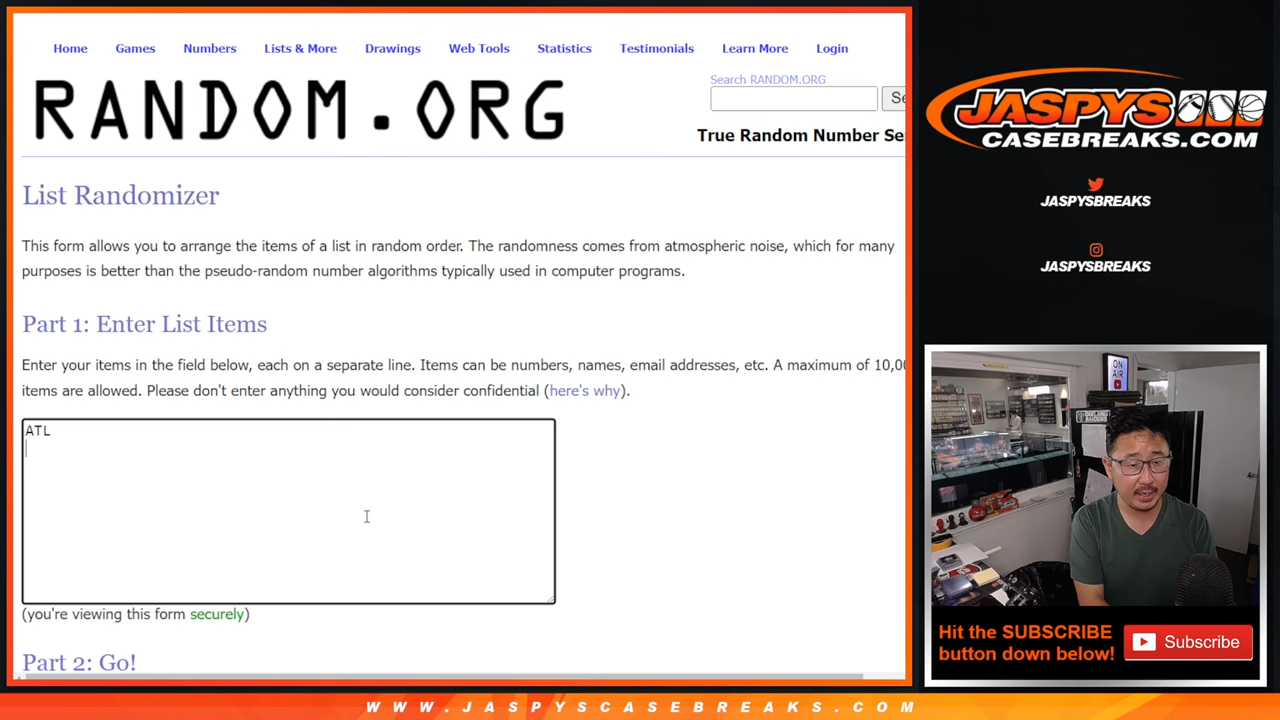 Home Games Numbers Lists & More Drawings Web Tools Statistics Testimonials Learn More Login
RANDOM.ORG
Search RANDOM.ORG
Se
True Random Number Se
List Randomizer
This form allows you to arrange the items of a list in random order. The randomness comes from atmospheric noise, which for many
purposes is better than the pseudo-random number algorithms typically used in computer programs.
Part 1: Enter List Items
Enter your items in the field below, each on a separate line. Items can be numbers, names, email addresses, etc. A maximum of 10,00
items are allowed. Please don't enter anything you would consider confidential (here's why).
ATL
(you're viewing this form securely)
Part 2: Go!
JASPYS
CASEBREAKS.COM
JASPYSBREAKS
JASPYSBREAKS
ON
AIR
Hit the SUBSCRIBE
button down below!
Subscribe
WWW.JASPYSCASEBREAKS.COM